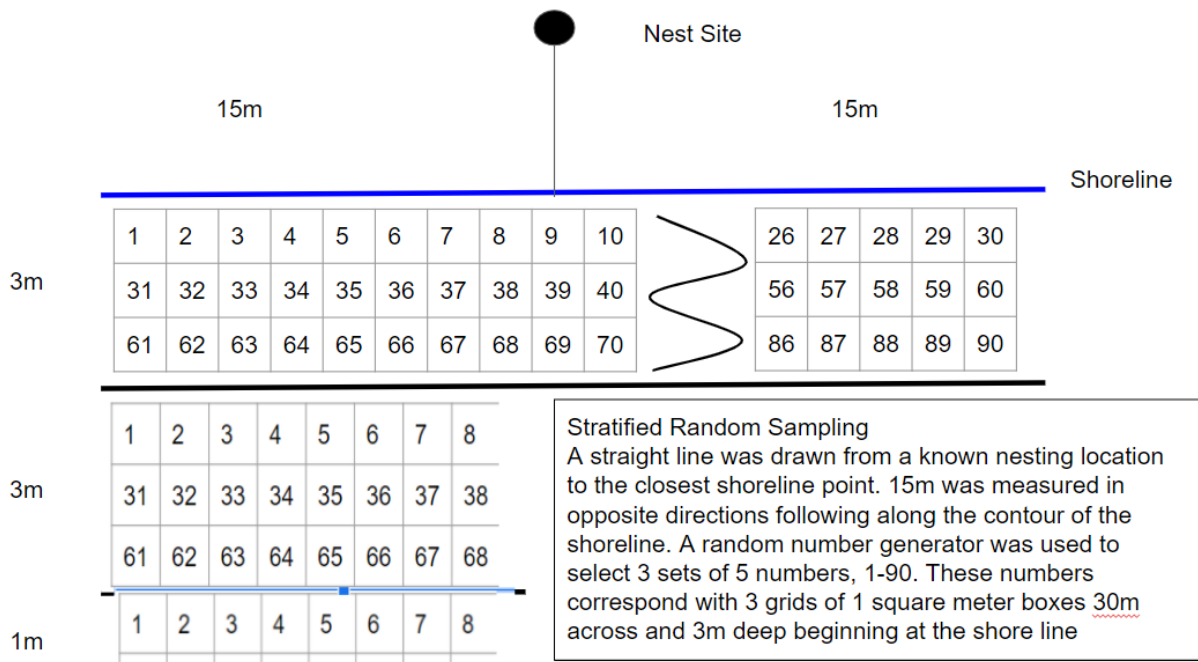 Nest Site
15m 15m
Shoreline
1 2 3 4 5 6 7 8 9 10 26 27 28 29 30
3m 31 32 33 34 35 36 37 38 39 40 56 57 58 59 60
61 62 63 64 65 66 67 68 69 70 86 87 88 89 90
1 2 3 4 5 6 7 8
3m 31 32 33 34 35 36 37 38
61 62 63 64 65 66 67 68
1m 1 2 3 4 5 6 7 8
Stratified Random Sampling
A straight line was drawn from a known nesting location
to the closest shoreline point. 15m was measured in
opposite directions following along the contour of the
shoreline. A random number generator was used to
select 3 sets of 5 numbers, 1-90. These numbers
correspond with 3 grids of 1 square meter boxes 30m
across and 3m deep beginning at the shore line